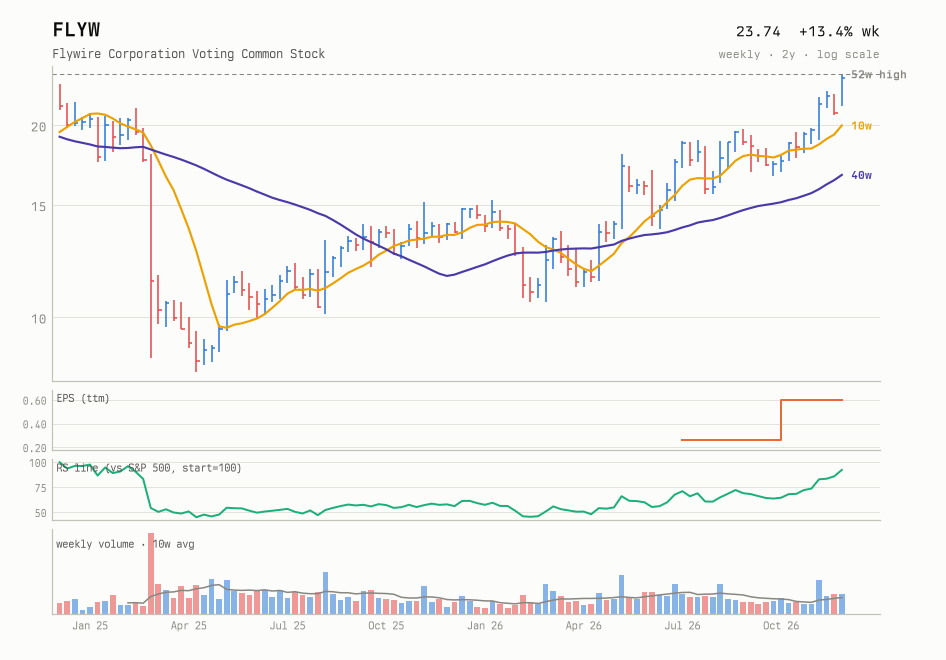 FLYW
23.74 +13.4% wk
Flywire Corporation Voting Common Stock
weekly · 2y · log scale
52w high
20
10w
40w
15
10
EPS (ttm)
0.60
0.40
0.20
RS line (vs S&P 500, start=100)
100
75
50
weekly volume · 10w avg
Jan 25 Apr 25 Jul 25 Oct 25 Jan 26 Apr 26 Jul 26 Oct 26